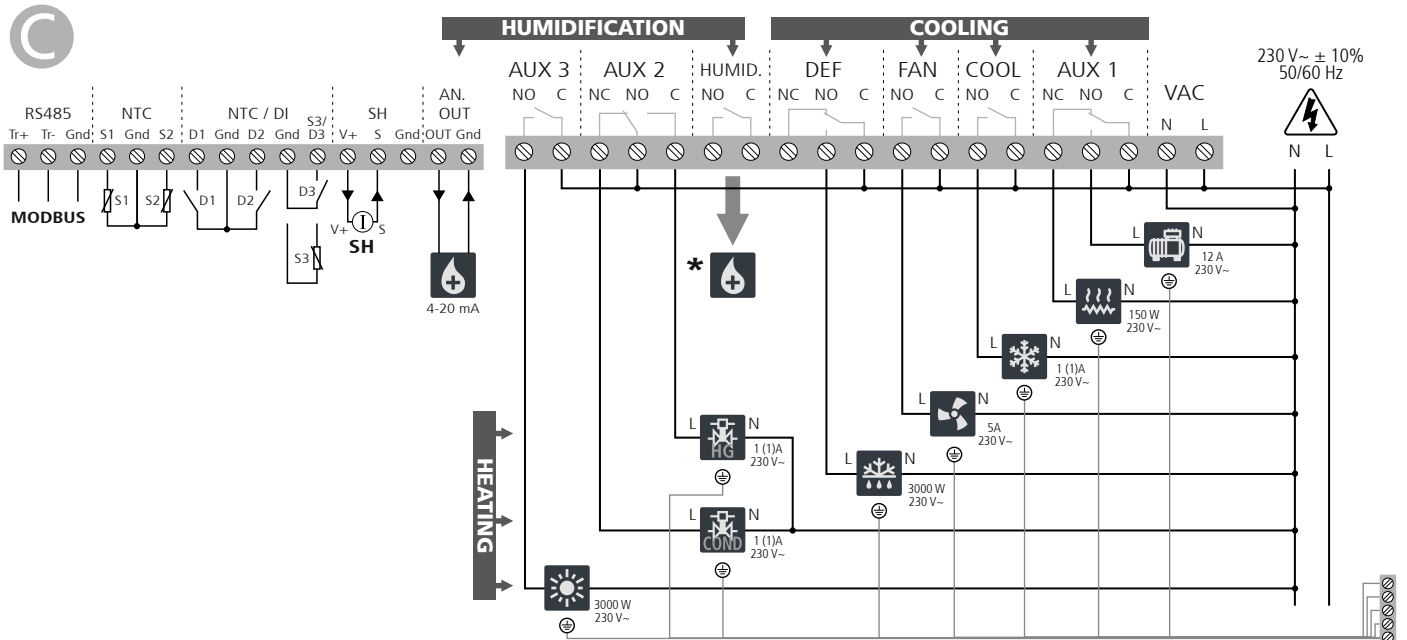 C
HUMIDIFICATION
COOLING
230 V~ ± 10%
50/60 Hz
RS485
NTC
NTC / DI
SH
AN. OUT
AUX 3
AUX 2
HUMID.
DEF
FAN
COOL
AUX 1
VAC
Tr+ Tr- Gnd S1 Gnd S2 D1 Gnd D2 Gnd S3/D3 V+ S Gnd OUT Gnd
NO C NC NO C NO C NC NO C NO C NO C NC NO C N L
N L
MODBUS
S1 S2 D1 D2 D3
S3
V+ I S
SH
4-20 mA
*
L N
12 A
230 V~
L N
150 W
230 V~
L N
1 (1)A
230 V~
L N
5A
230 V~
L N
3000 W
230 V~
HEATING
L N
HG
1 (1)A
230 V~
L N
COND
1 (1)A
230 V~
3000 W
230 V~